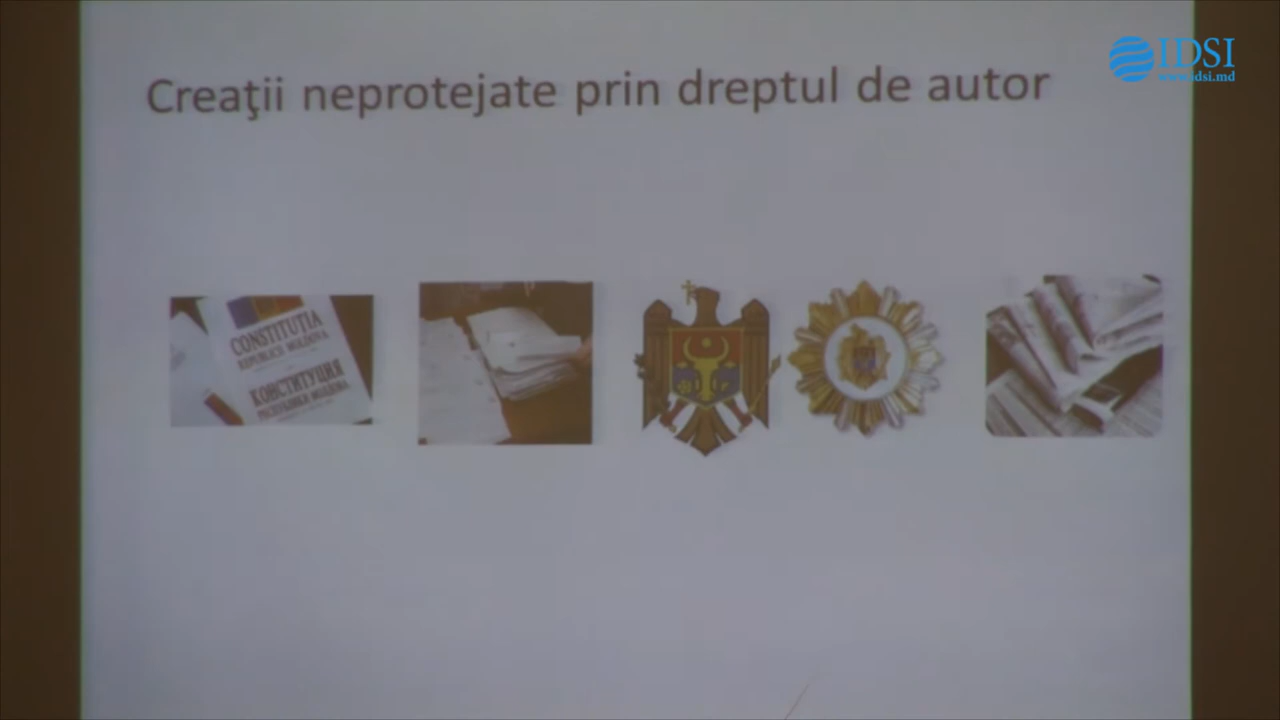 Creaţii neprotejate prin dreptul de autor
IDSI
www.idsi.md
CONSTITUŢIA
REPUBLICII MOLDOVA
КОНСТИТУЦИЯ
РЕСПУБЛИКИ МОЛДОВА